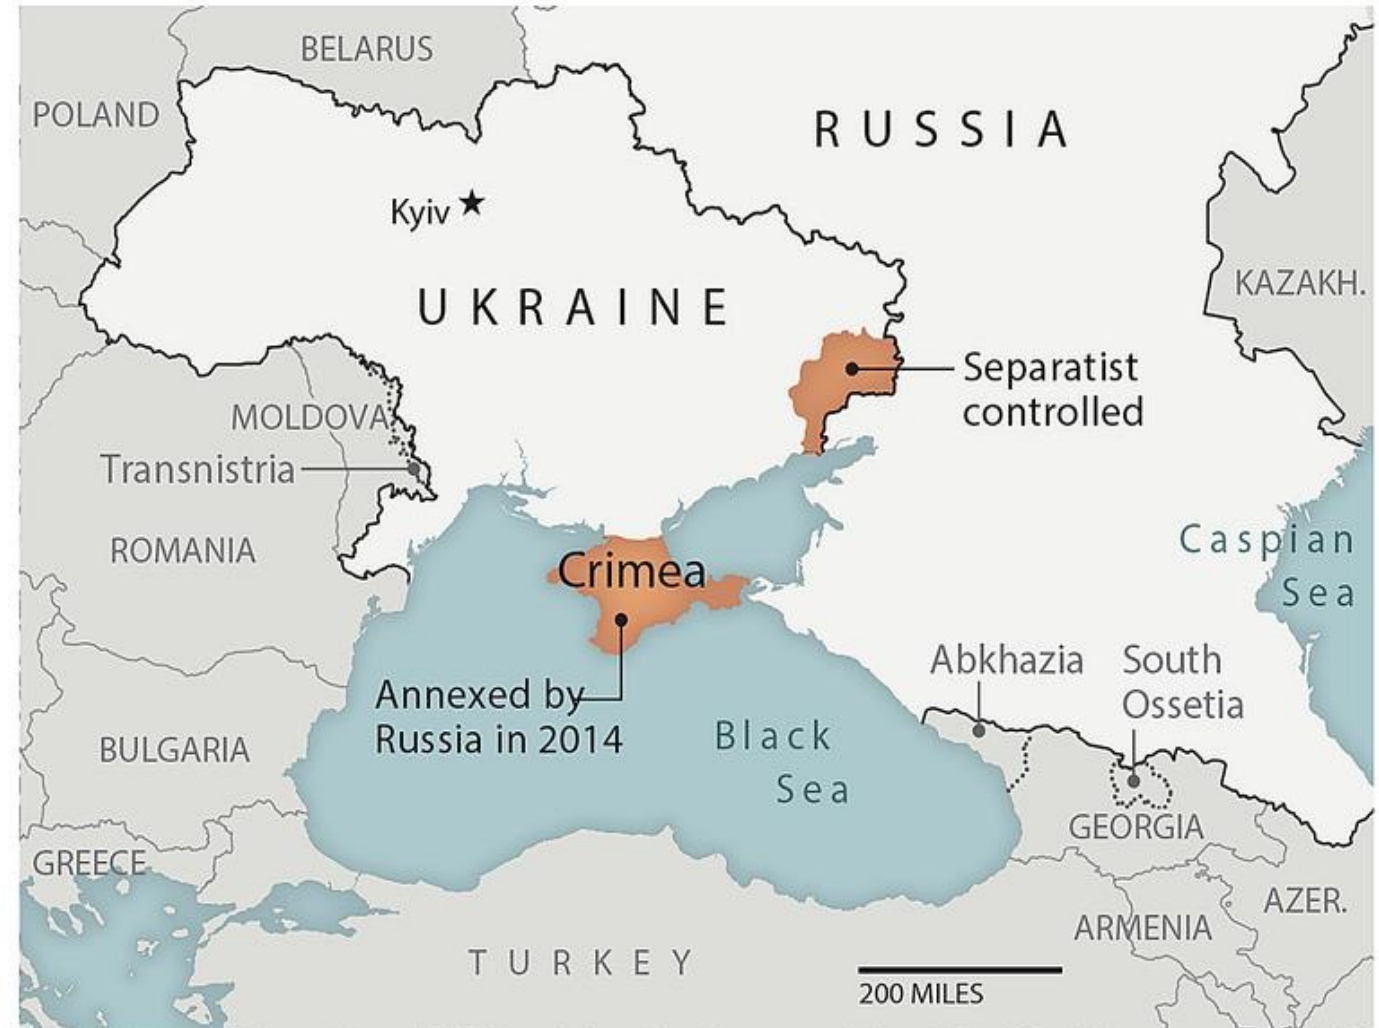 BELARUS
POLAND
RUSSIA
Kyiv
UKRAINE
KAZAKH.
Separatist
controlled
MOLDOVA
Transnistria
ROMANIA
Crimea
Caspian
Sea
Annexed by
Russia in 2014
Black
Sea
Abkhazia
South
Ossetia
BULGARIA
GEORGIA
GREECE
AZER.
ARMENIA
TURKEY
200 MILES